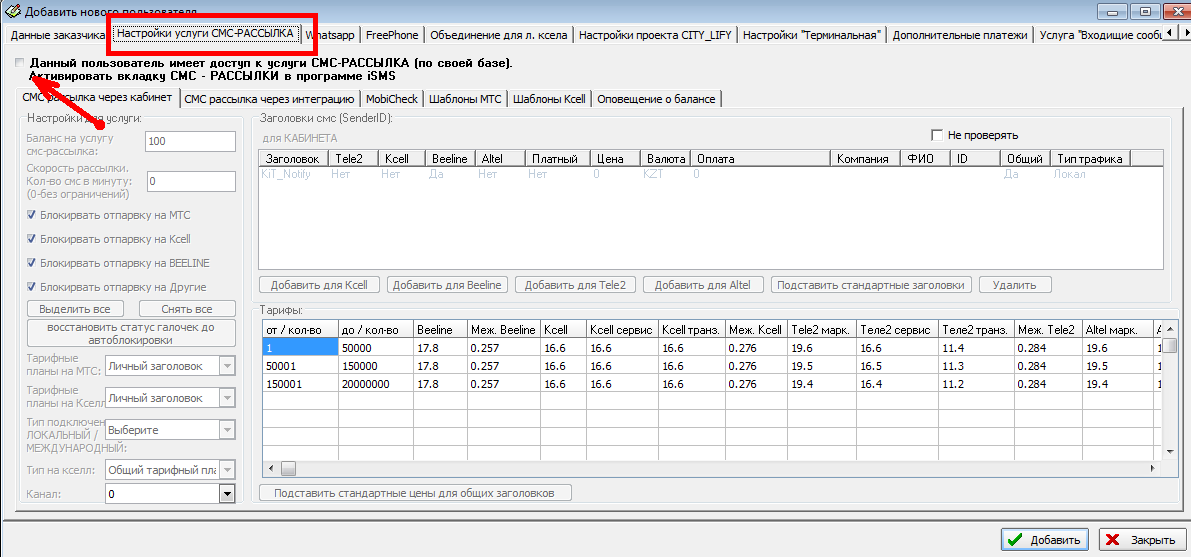 Добавить нового пользователя
Данные заказчика Настройки услуги СМС-РАССЫЛКА Whatsapp FreePhone Объединение для л. ксела Настройки проекта CITY_LIFY Настройки "Терминальная" Дополнительные платежи Услуга "Входящие сообщ
Данный пользователь имеет доступ к услуги СМС-РАССЫЛКА (по своей базе).
Активировать вкладку СМС - РАССЫЛКИ в программе iSMS
СМС рассылка через кабинет СМС рассылка через интеграцию MobiCheck Шаблоны МТС Шаблоны Kcell Оповещение о балансе
Настройки для услуги:
Баланс на услугу
смс-рассылка:
100
Скорость рассылки.
Кол-во смс в минуту:
(0-без ограничений)
0
Блокирвать отпарвку на МТС
Блокирвать отпарвку на Kcell
Блокирвать отпарвку на BEELINE
Блокирвать отпарвку на Другие
Выделить все Снять все
восстановить статус галочек до
автоблокировки
Тарифные
планы на МТС:
Личный заголовок
Тарифные
планы на Кселл
Личный заголовок
Тип подключен
ЛОКАЛЬНЫЙ /
МЕЖДУНАРОДНЫЙ:
Выберите
Тип на кселл: Общий тарифный пла
Канал: 0
Заголовки смс (SenderID):
для КАБИНЕТА
Не проверять
Заголовок Tele2 Kcell Beeline Altel Платный Цена Валюта Оплата Компания ФИО ID Общий Тип трафика
KiT_Notify Нет Нет Да Нет Нет 0 KZT 0 Да Локал
Добавить для Kcell Добавить для Beeline Добавить для Tele2 Добавить для Altel Подставить стандартные заголовки Удалить
Тарифы:
от / кол-во до / кол-во Beeline Меж. Beeline Kcell Kcell сервис Kcell транз. Меж. Kcell Tele2 марк. Теле2 сервис Теле2 транз. Меж. Tele2 Altel марк.
1 50000 17.8 0.257 16.6 16.6 16.6 0.276 19.6 16.6 11.4 0.284 19.6
50001 150000 17.8 0.257 16.6 16.6 16.6 0.276 19.5 16.5 11.3 0.284 19.5
150001 20000000 17.8 0.257 16.6 16.6 16.6 0.276 19.4 16.4 11.2 0.284 19.4
Подставить стандартные цены для общих заголовков
Добавить Закрыть